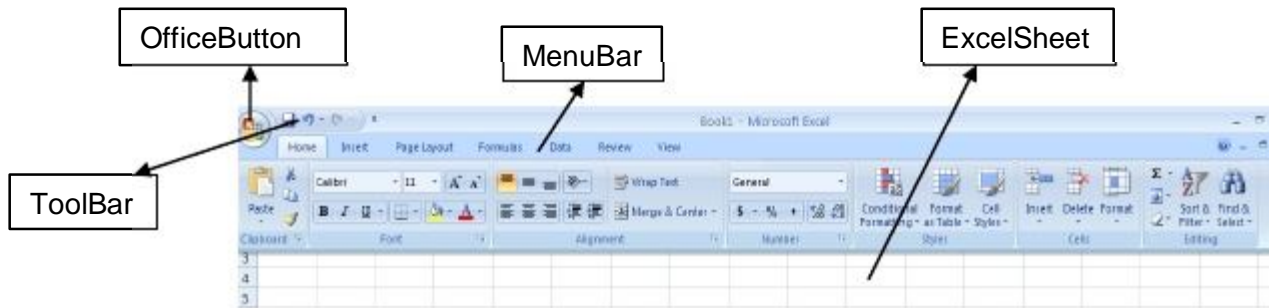 OfficeButton
MenuBar
ExcelSheet
ToolBar
Book1 - Microsoft Excel
Home Insert Page Layout Formulas Data Review View
Calibri 11 A A Wrap Text General Σ
Paste B I U A Merge & Center $ % , Conditional Formatting Format as Table Cell Styles Insert Delete Format Sort & Filter Find & Select
Clipboard Font Alignment Number Styles Cells Editing
3
4
5